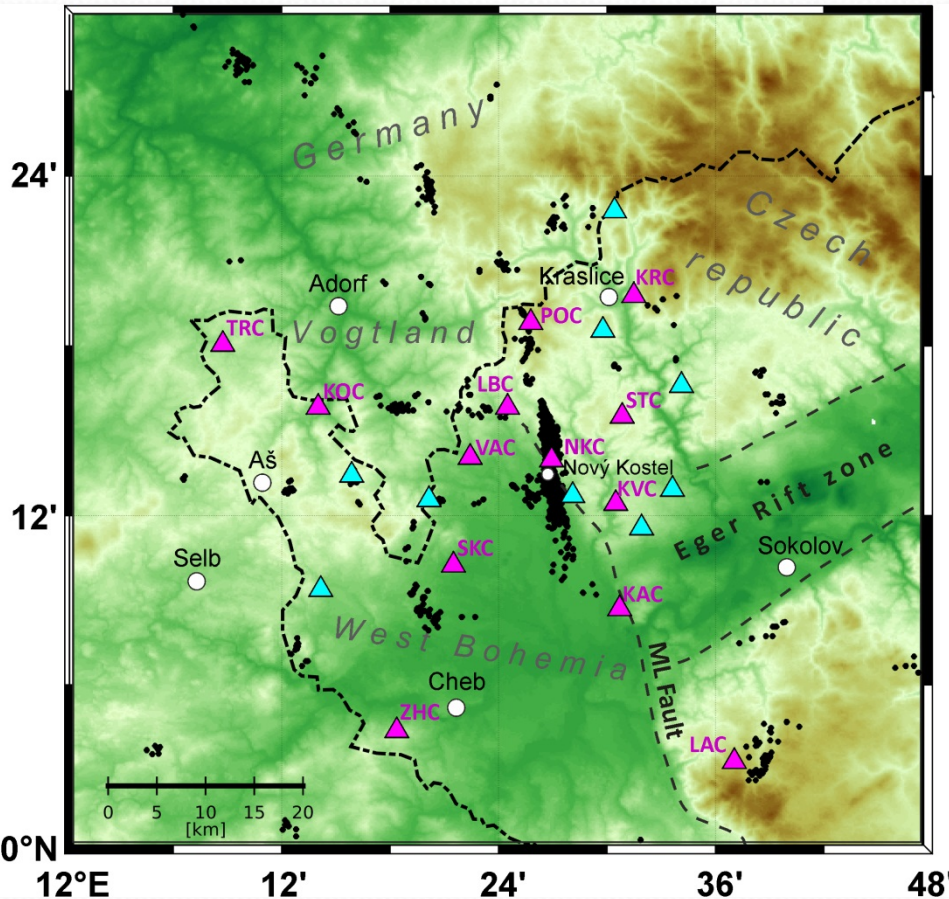 Germany
24'
Czech
republic
Kraslice
KRC
Adorf
POC
TRC
Vogtland
KOC
LBC
STC
VAC
NKC
Aš
Nový Kostel
KVC
12'
Eger Rift zone
Selb
SKC
Sokolov
KAC
West Bohemia
ML Fault
Cheb
ZHC
LAC
0 5 10 15 20
[km]
0°N
12°E 12' 24' 36' 48'